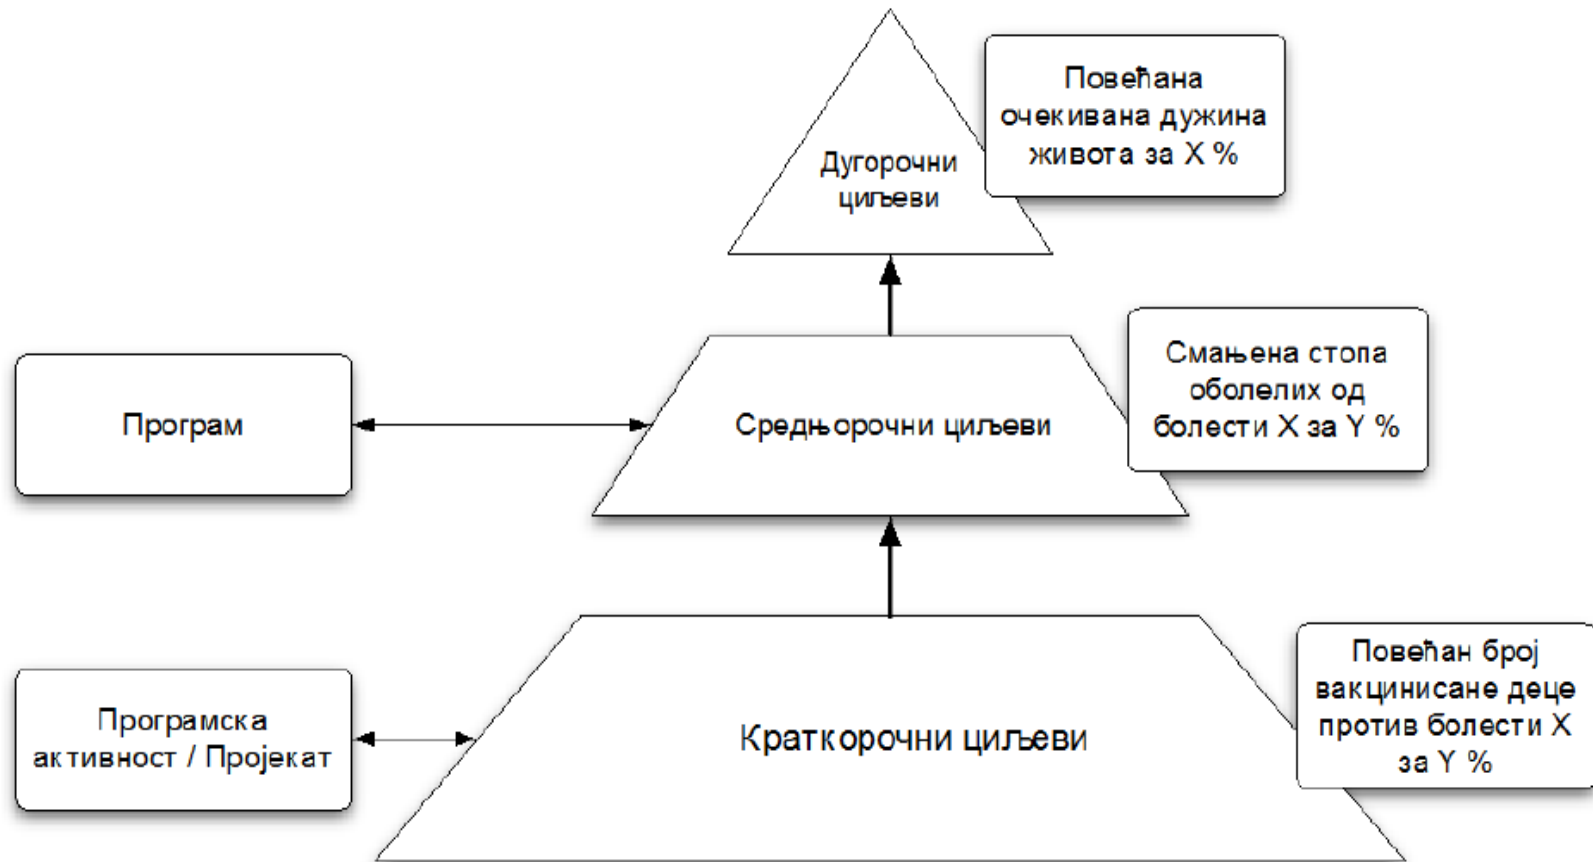 Повећана
очекивана дужина
живота за X %
Дугорочни
циљеви
Смањена стопа
оболелих од
болести X за Y %
Програм
Средњорочни циљеви
Повећан број
вакцинисане деце
против болести X
за Y %
Програмска
активност / Пројекат
Краткорочни циљеви